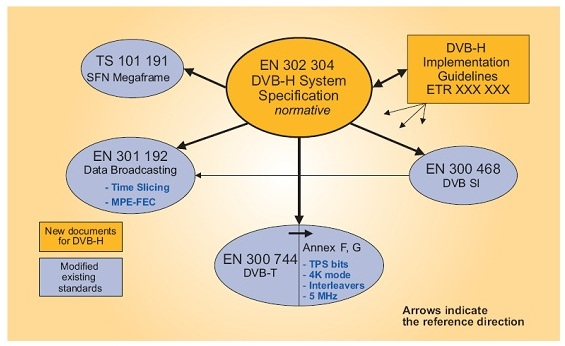 TS 101 191
SFN Megaframe
EN 302 304
DVB-H System
Specification
normative
DVB-H
Implementation
Guidelines
ETR XXX XXX
EN 301 192
Data Broadcasting
- Time Slicing
- MPE-FEC
EN 300 468
DVB SI
New documents
for DVB-H
Modified
existing
standards
EN 300 744
DVB-T
Annex F, G
- TPS bits
- 4K mode
- Interleavers
- 5 MHz
Arrows indicate
the reference direction